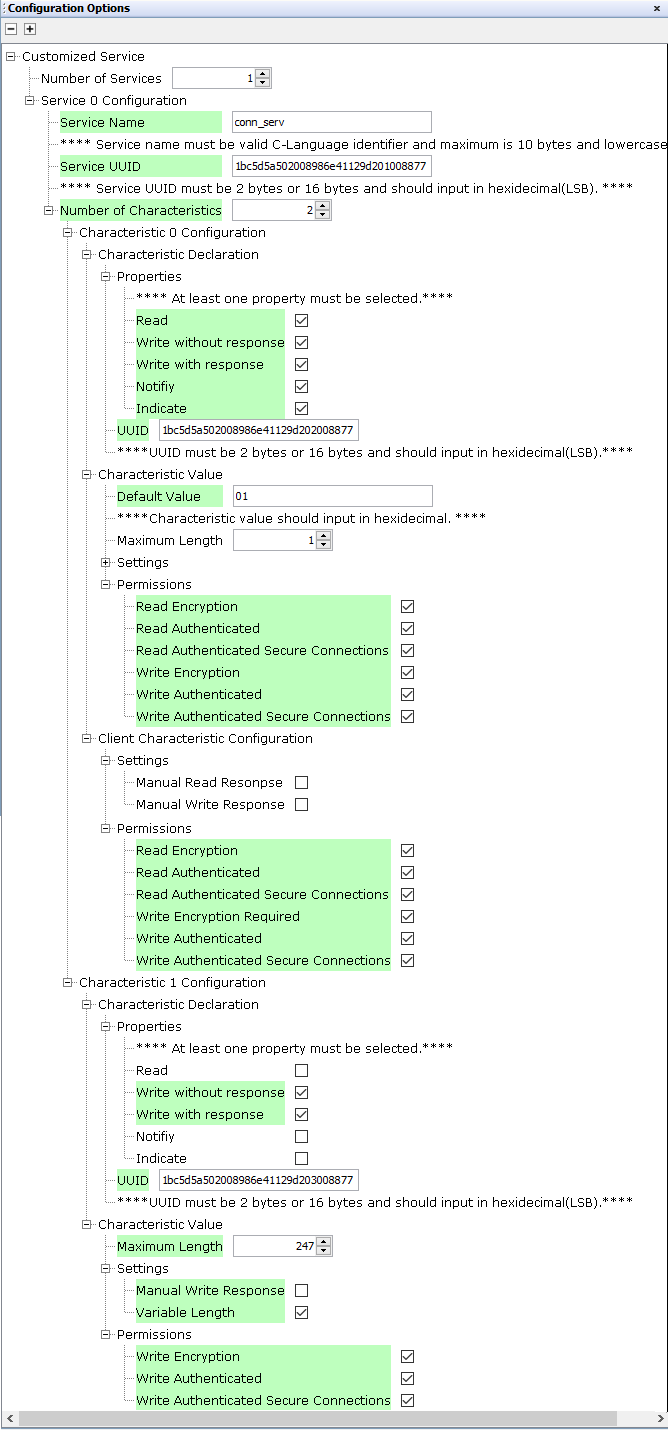 Configuration Options
Customized Service
Number of Services 1
Service 0 Configuration
Service Name conn_serv
**** Service name must be valid C-Language identifier and maximum is 10 bytes and lowercase
Service UUID 1bc5d5a502008986e41129d201008877
**** Service UUID must be 2 bytes or 16 bytes and should input in hexidecimal(LSB). ****
Number of Characteristics 2
Characteristic 0 Configuration
Characteristic Declaration
Properties
**** At least one property must be selected.****
Read
Write without response
Write with response
Notifiy
Indicate
UUID 1bc5d5a502008986e41129d202008877
****UUID must be 2 bytes or 16 bytes and should input in hexidecimal(LSB).****
Characteristic Value
Default Value 01
****Characteristic value should input in hexidecimal. ****
Maximum Length 1
Settings
Permissions
Read Encryption
Read Authenticated
Read Authenticated Secure Connections
Write Encryption
Write Authenticated
Write Authenticated Secure Connections
Client Characteristic Configuration
Settings
Manual Read Resonpse
Manual Write Response
Permissions
Read Encryption
Read Authenticated
Read Authenticated Secure Connections
Write Encryption Required
Write Authenticated
Write Authenticated Secure Connections
Characteristic 1 Configuration
Characteristic Declaration
Properties
**** At least one property must be selected.****
Read
Write without response
Write with response
Notifiy
Indicate
UUID 1bc5d5a502008986e41129d203008877
****UUID must be 2 bytes or 16 bytes and should input in hexidecimal(LSB).****
Characteristic Value
Maximum Length 247
Settings
Manual Write Response
Variable Length
Permissions
Write Encryption
Write Authenticated
Write Authenticated Secure Connections